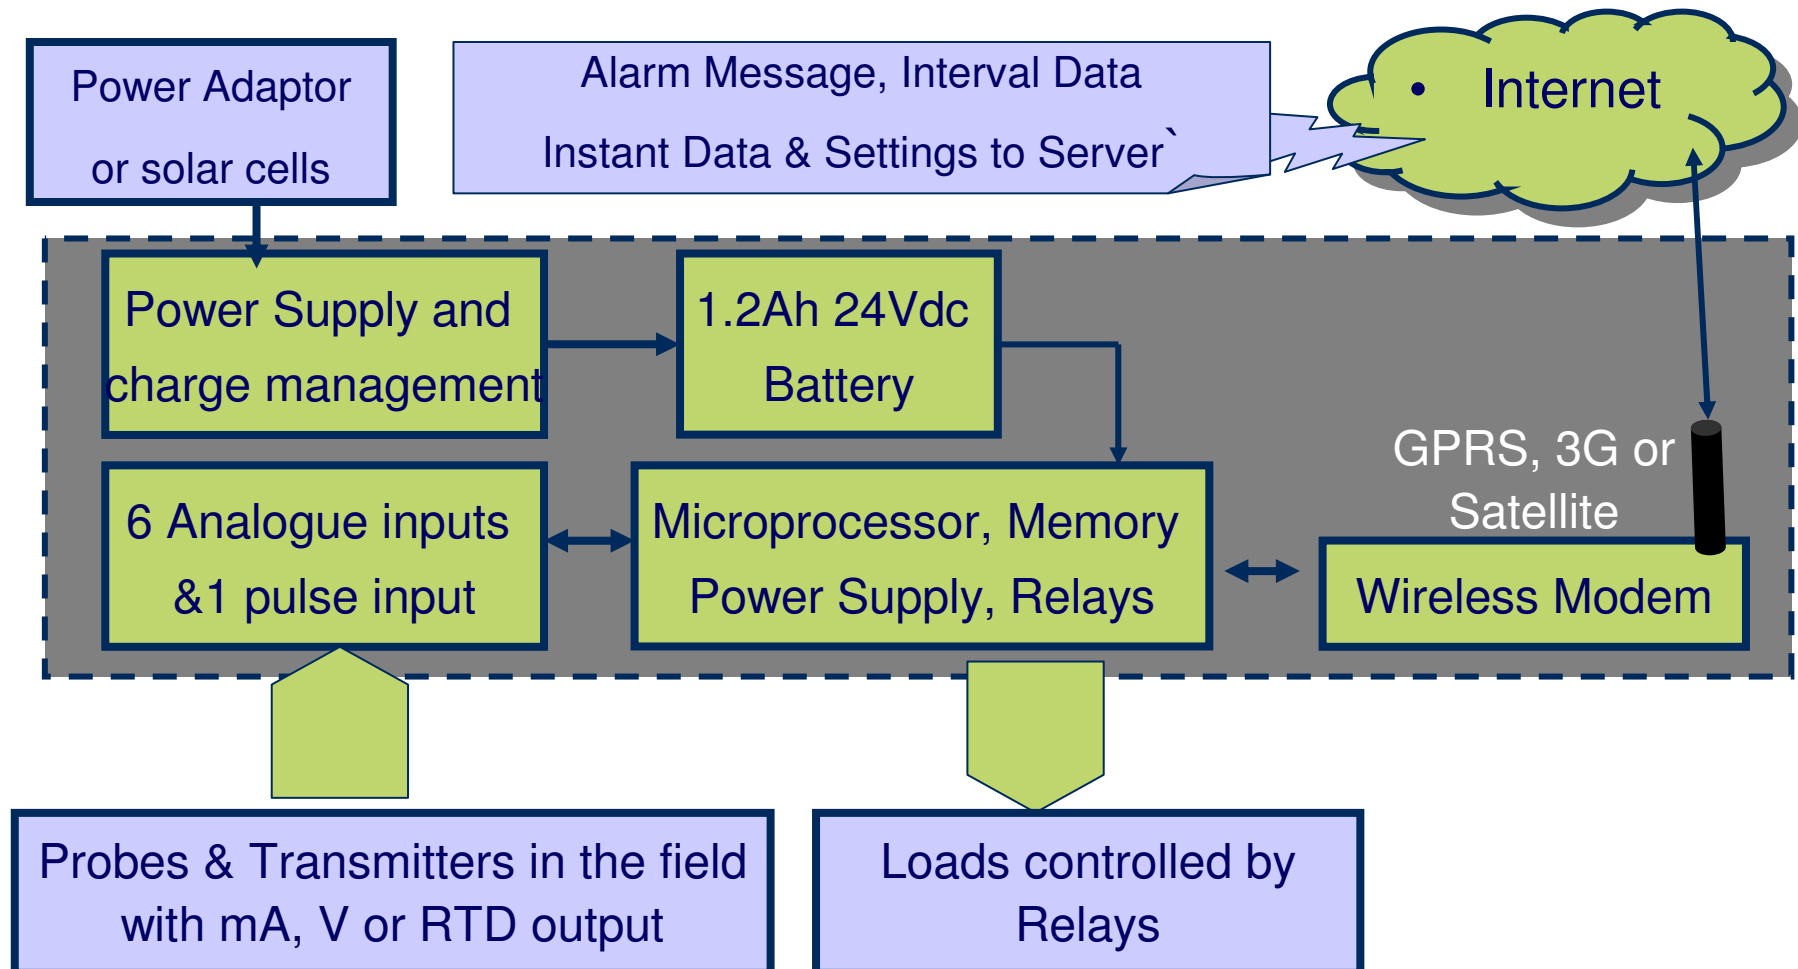 Power Adaptor
or solar cells
Alarm Message, Interval Data
Instant Data & Settings to Server`
• Internet
Power Supply and
charge management
1.2Ah 24Vdc
Battery
GPRS, 3G or
Satellite
6 Analogue inputs
&1 pulse input
Microprocessor, Memory
Power Supply, Relays
Wireless Modem
Probes & Transmitters in the field
with mA, V or RTD output
Loads controlled by
Relays